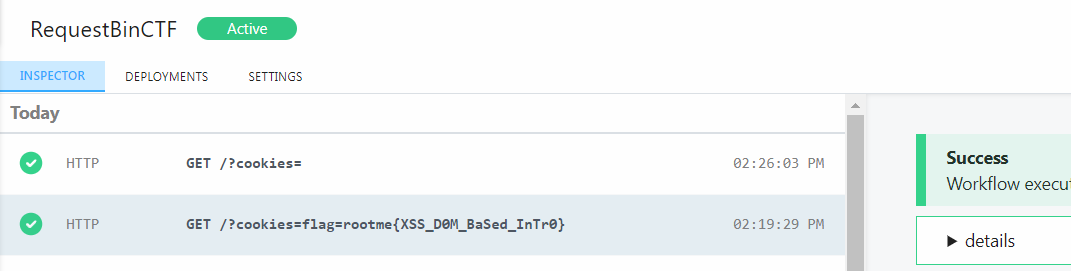 RequestBinCTF Active
INSPECTOR DEPLOYMENTS SETTINGS
Today
HTTP GET /?cookies= 02:26:03 PM
HTTP GET /?cookies=flag=rootme{XSS_D0M_BaSed_InTr0} 02:19:29 PM
Success
Workflow execut
▶ details